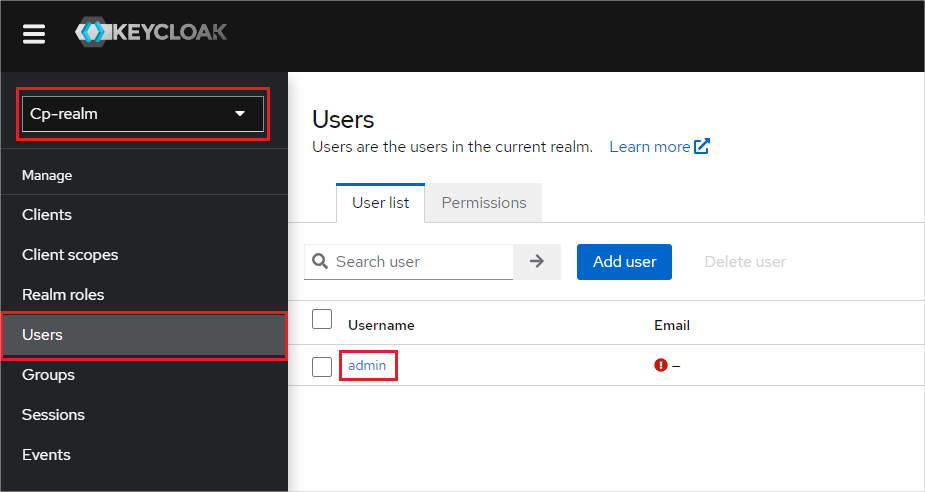 KEYCLOAK
Cp-realm
Manage
Clients
Client scopes
Realm roles
Users
Groups
Sessions
Events
Users
Users are the users in the current realm. Learn more
User list Permissions
Search user Add user Delete user
Username Email
admin –